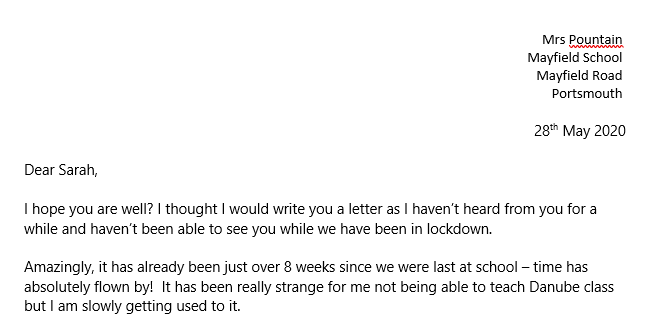 Mrs Pountain
Mayfield School
Mayfield Road
Portsmouth
28th May 2020
Dear Sarah,
I hope you are well? I thought I would write you a letter as I haven’t heard from you for a
while and haven’t been able to see you while we have been in lockdown.
Amazingly, it has already been just over 8 weeks since we were last at school – time has
absolutely flown by!  It has been really strange for me not being able to teach Danube class
but I am slowly getting used to it.